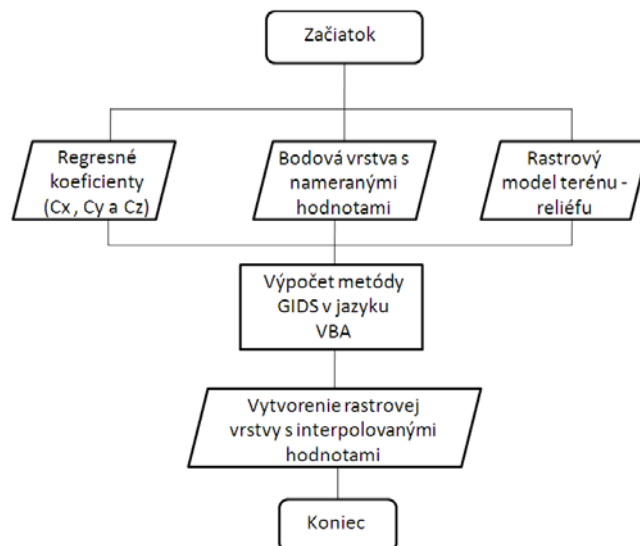 Začiatok
Regresné
koeficienty
(Cx , Cy a Cz)
Bodová vrstva s
nameranými
hodnotami
Rastrový
model terénu -
reliéfu
Výpočet metódy
GIDS v jazyku
VBA
Vytvorenie rastrovej
vrstvy s interpolovanými
hodnotami
Koniec